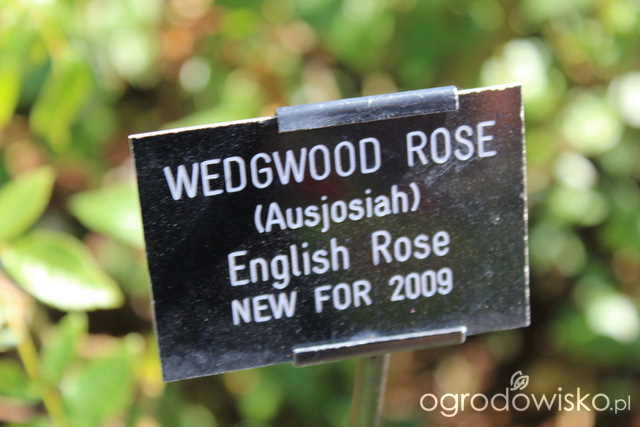 WEDGWOOD ROSE
(Ausjosiah)
English Rose
NEW FOR 2009
ogrodowisko.pl